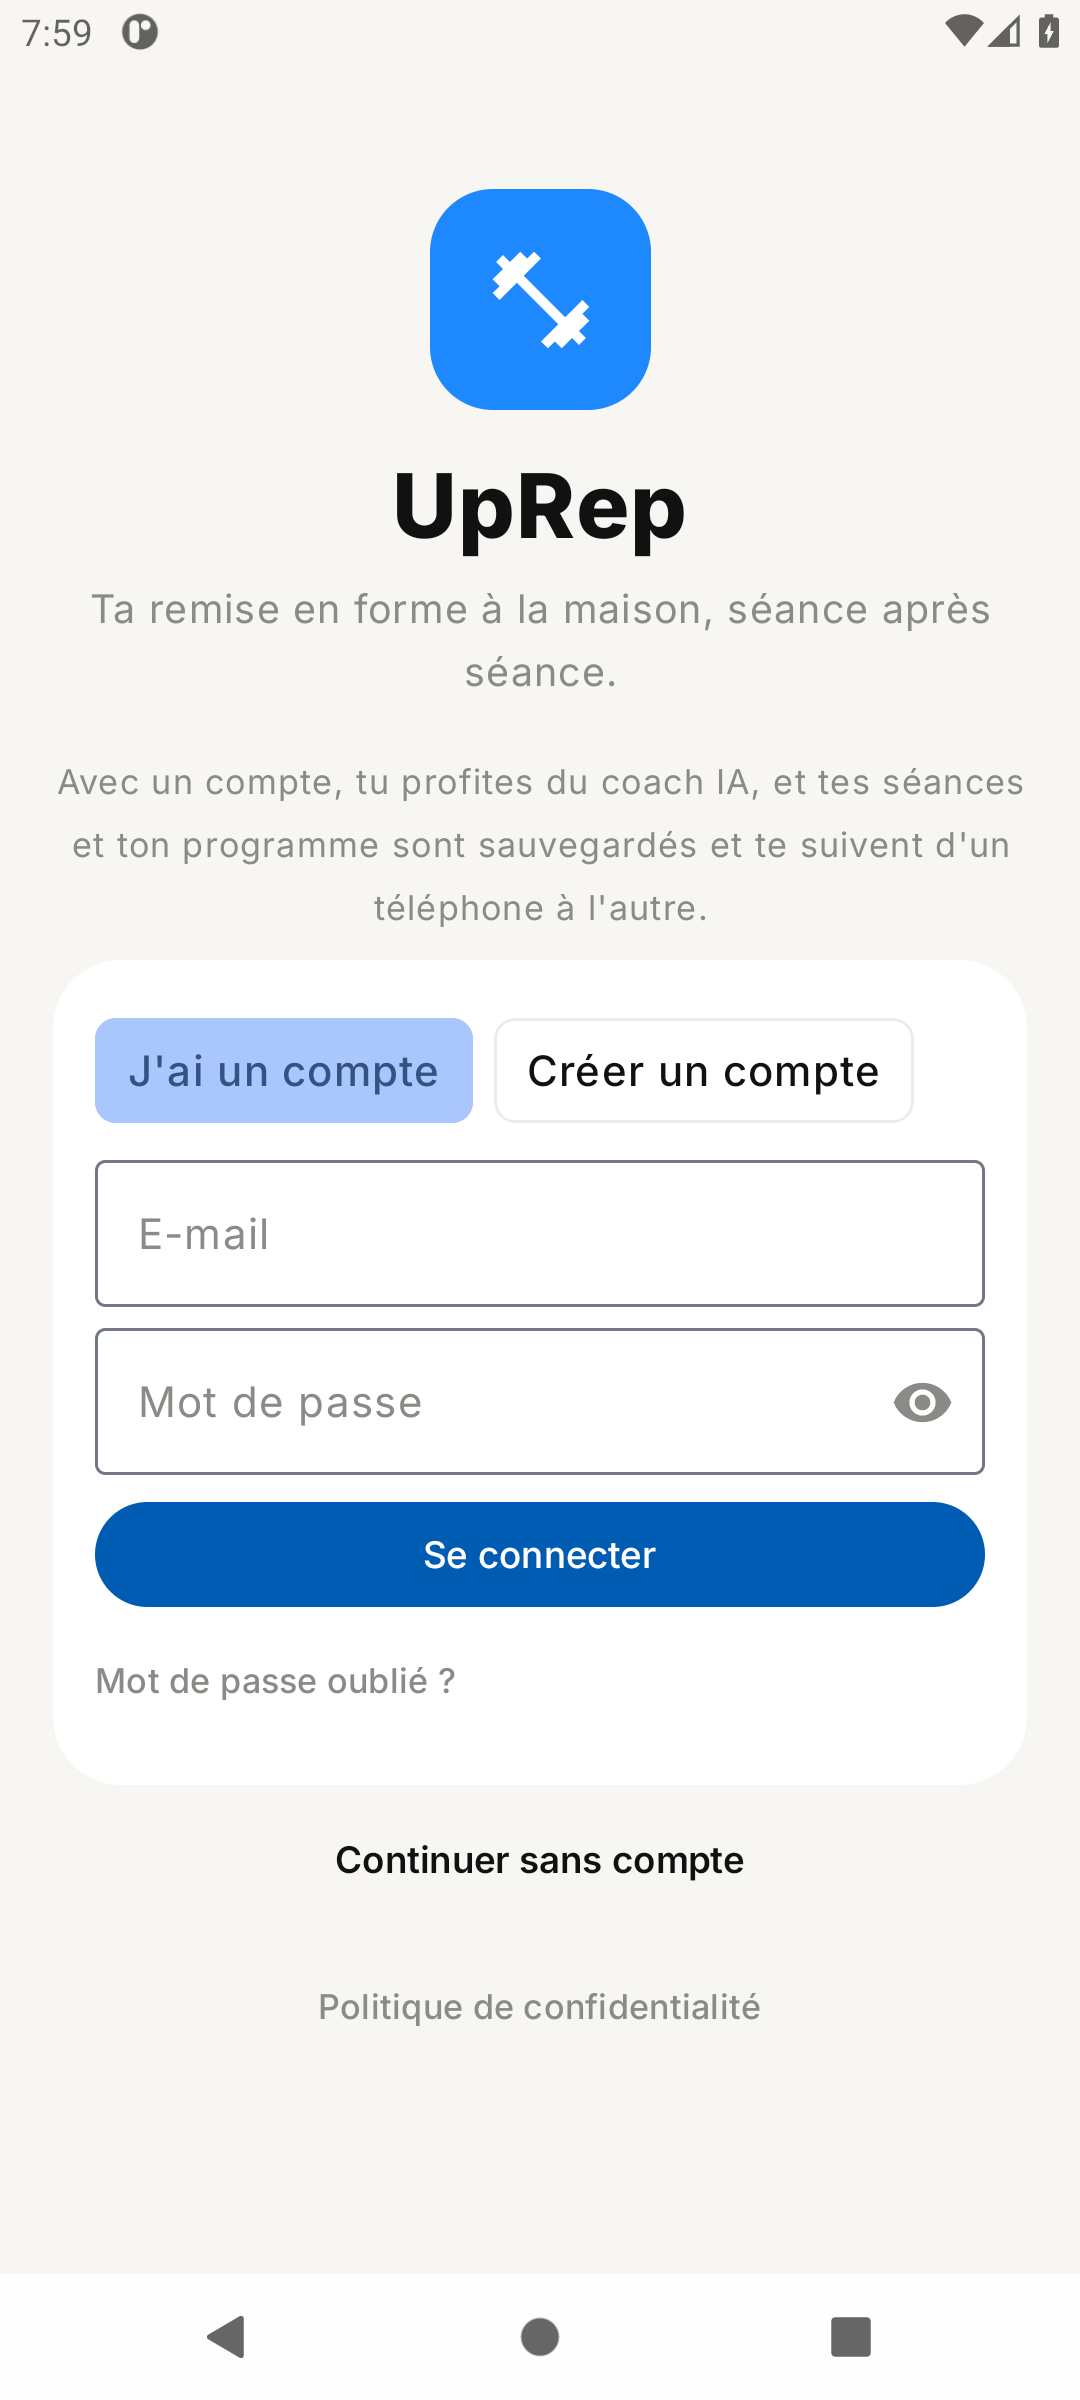 7:59
UpRep
Ta remise en forme à la maison, séance après
séance.
Avec un compte, tu profites du coach IA, et tes séances
et ton programme sont sauvegardés et te suivent d'un
téléphone à l'autre.
J'ai un compte
Créer un compte
E-mail
Mot de passe
Se connecter
Mot de passe oublié ?
Continuer sans compte
Politique de confidentialité